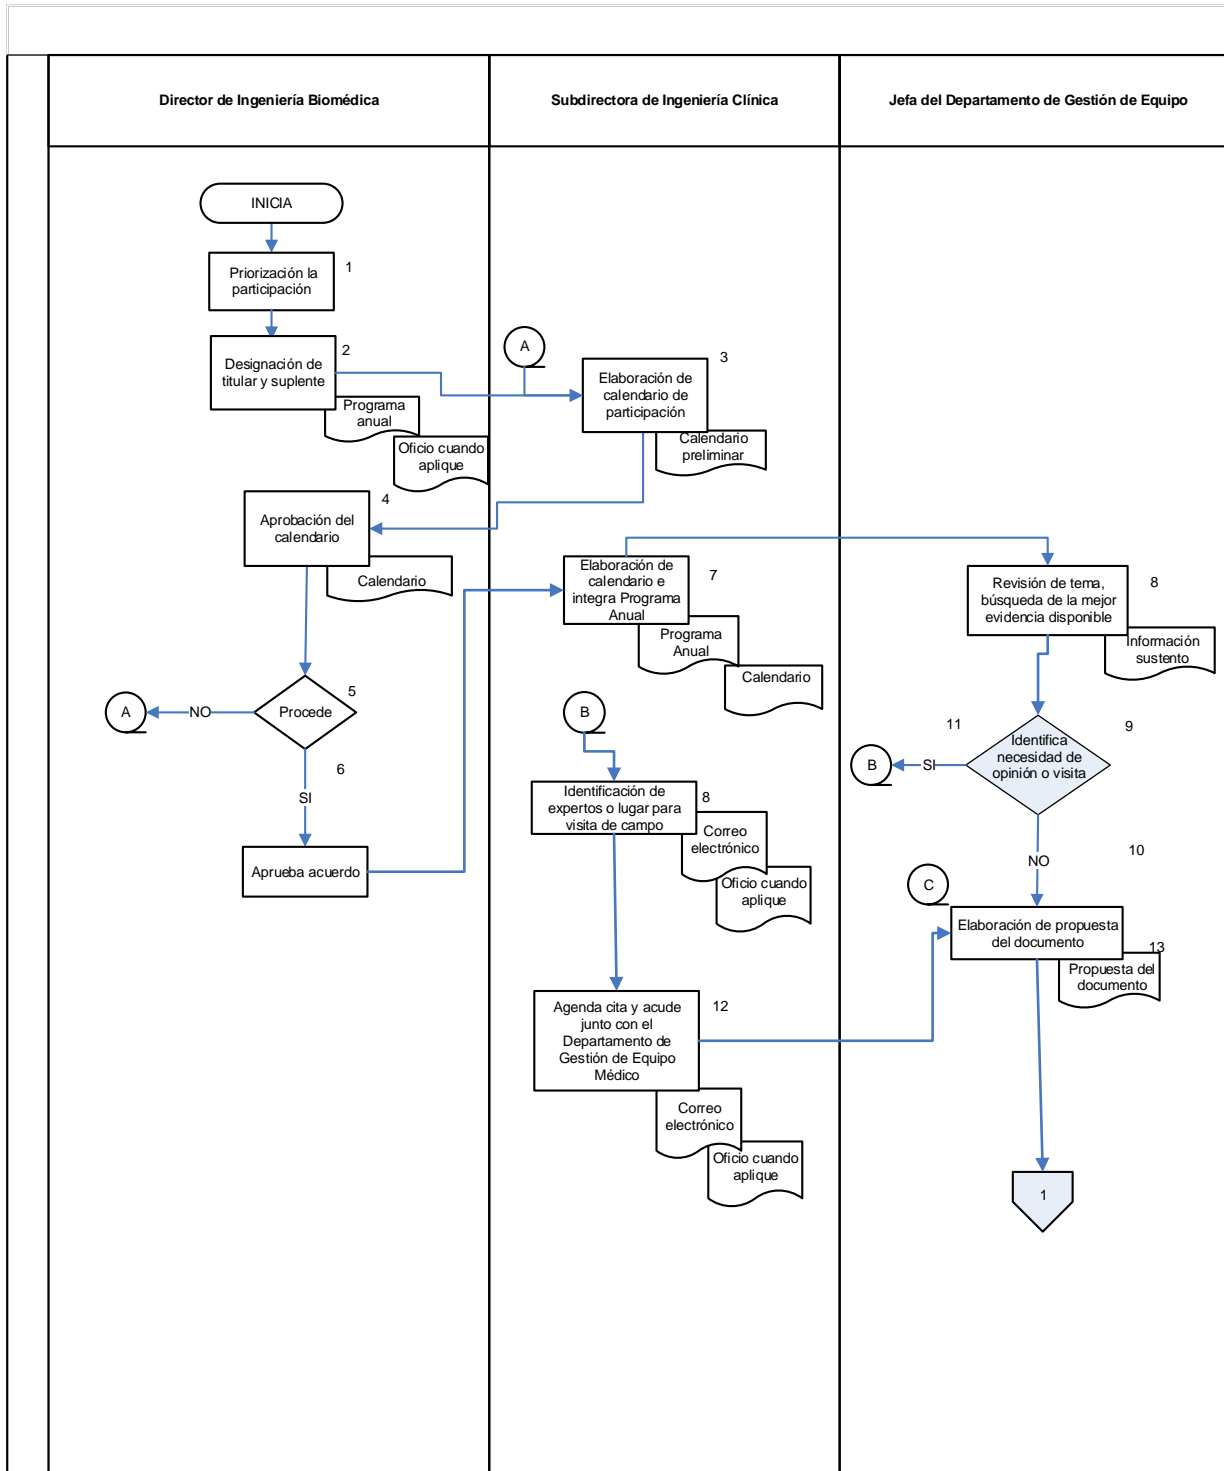 Director de Ingeniería Biomédica
Subdirectora de Ingeniería Clínica
Jefa del Departamento de Gestión de Equipo
INICIA
Priorización la
participación
1
Designación de
titular y suplente
2
Programa
anual
Oficio cuando
aplique
A
Elaboración de
calendario de
participación
3
Calendario
preliminar
Aprobación del
calendario
4
Calendario
Procede
5
NO
A
6
SI
Aprueba acuerdo
Elaboración de
calendario e
integra Programa
Anual
7
Programa
Anual
Calendario
Revisión de tema,
búsqueda de la mejor
evidencia disponible
8
Información
sustento
Identifica
necesidad de
opinión o visita
9
11
SI
B
B
Identificación de
expertos o lugar para
visita de campo
8
Correo
electrónico
Oficio cuando
aplique
NO
10
C
Elaboración de propuesta
del documento
13
Propuesta del
documento
Agenda cita y acude
junto con el
Departamento de
Gestión de Equipo
Médico
12
Correo
electrónico
Oficio cuando
aplique
1